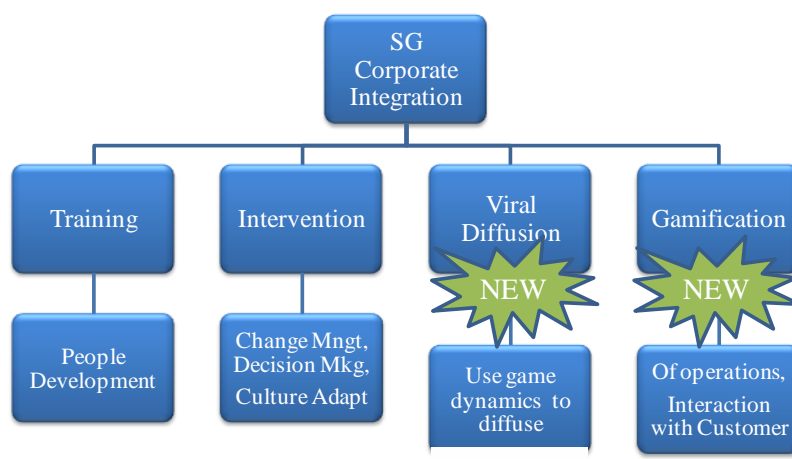 SG
Corporate
Integration
Training
Intervention
Viral
Diffusion
Gamification
NEW
NEW
People
Development
Change Mngt,
Decision Mkg,
Culture Adapt
Use game
dynamics to
diffuse
Of operations,
Interaction
with Customer